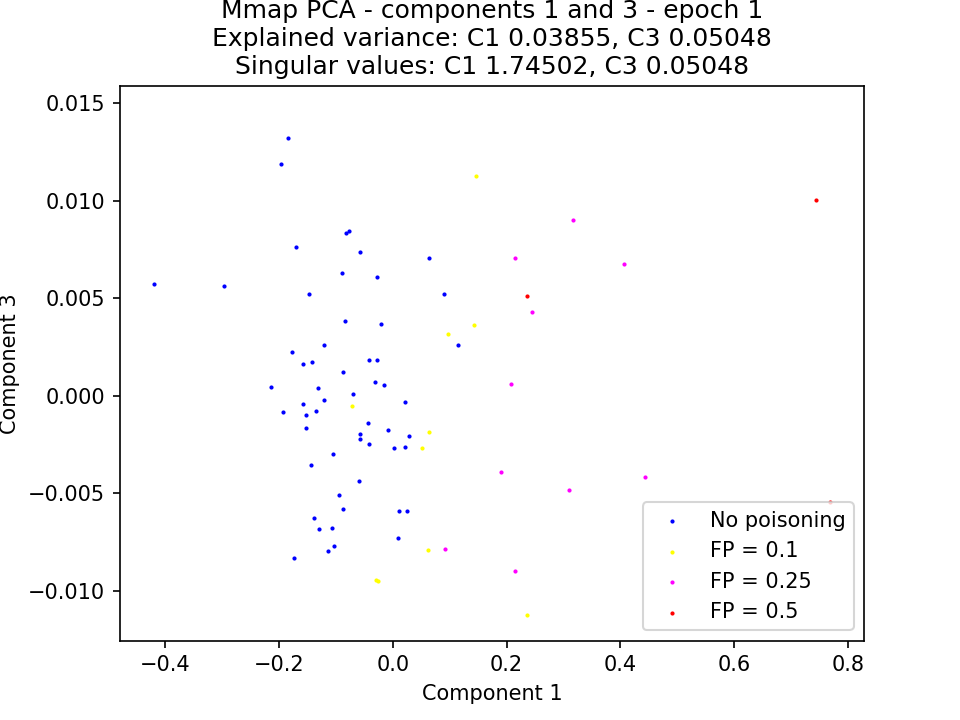 Mmap PCA - components 1 and 3 - epoch 1
Explained variance: C1 0.03855, C3 0.05048
Singular values: C1 1.74502, C3 0.05048
0.015
0.010
0.005
0.000
−0.005
−0.010
Component 3
No poisoning
FP = 0.1
FP = 0.25
FP = 0.5
−0.4
−0.2
0.0
0.2
0.4
0.6
0.8
Component 1